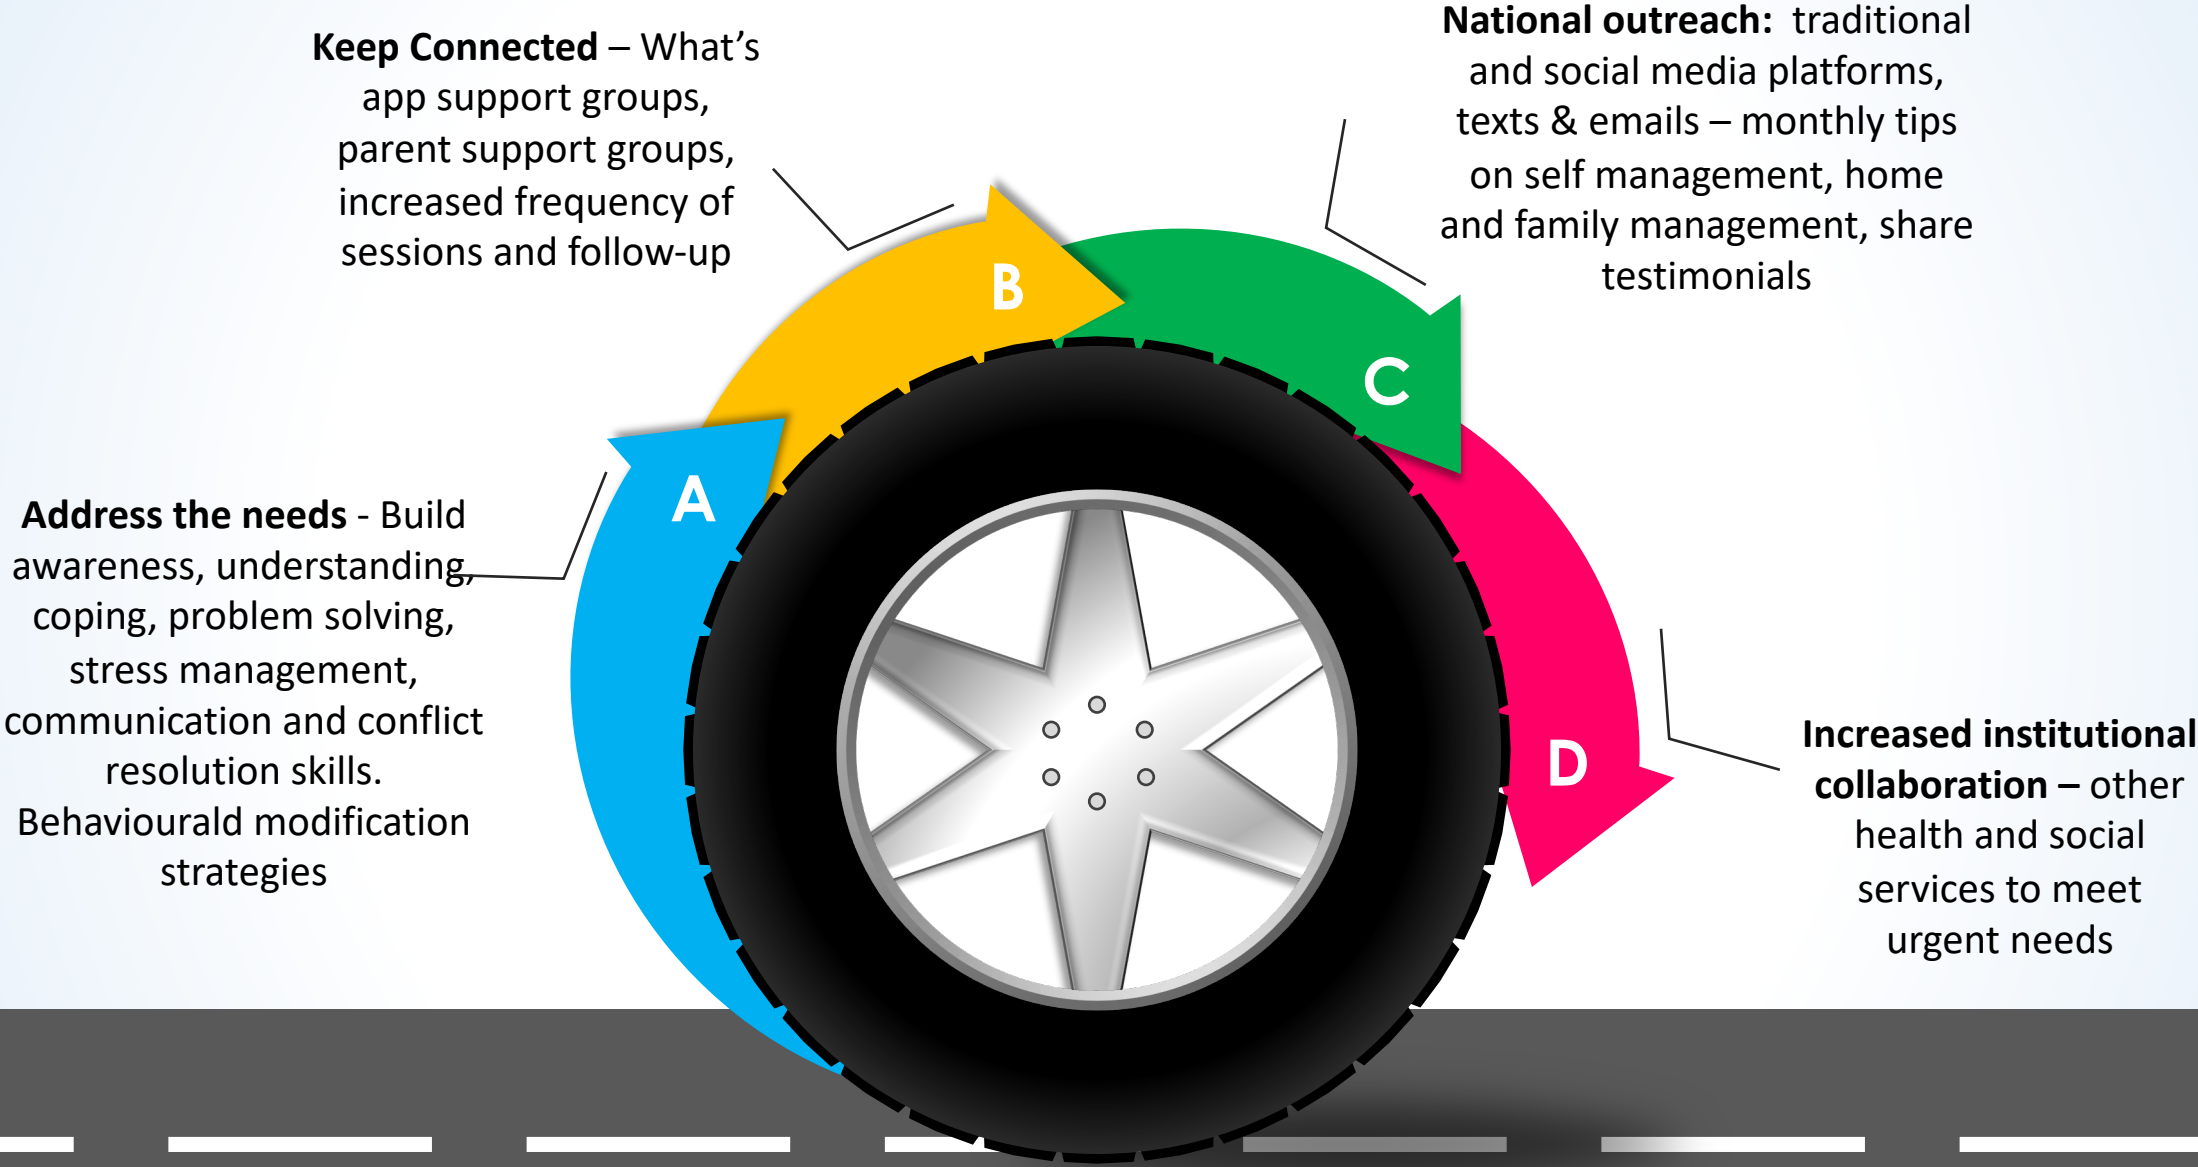 Keep Connected – What’s
app support groups,
parent support groups,
increased frequency of
sessions and follow-up
National outreach: traditional
and social media platforms,
texts & emails – monthly tips
on self management, home
and family management, share
testimonials
B
C
A
Address the needs - Build
awareness, understanding,
coping, problem solving,
stress management,
communication and conflict
resolution skills.
Behaviourald modification
strategies
D
Increased institutional
collaboration – other
health and social
services to meet
urgent needs